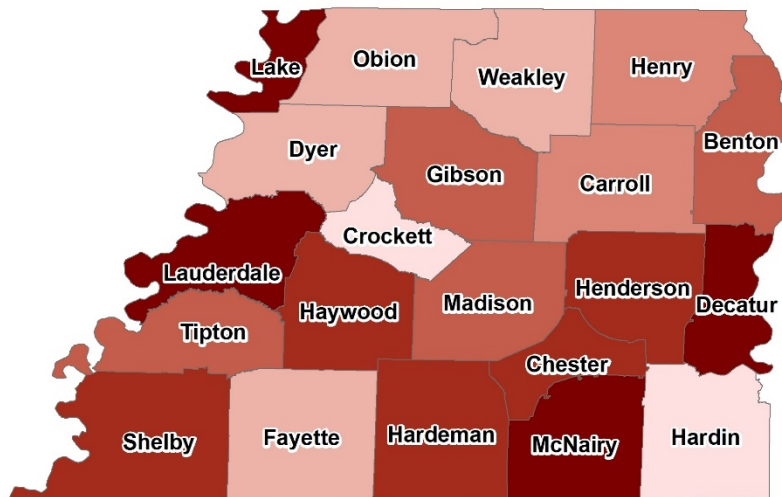 Lake
Obion
Weakley
Henry
Benton
Dyer
Gibson
Carroll
Crockett
Lauderdale
Haywood
Madison
Henderson
Decatur
Tipton
Chester
Shelby
Fayette
Hardeman
McNairy
Hardin